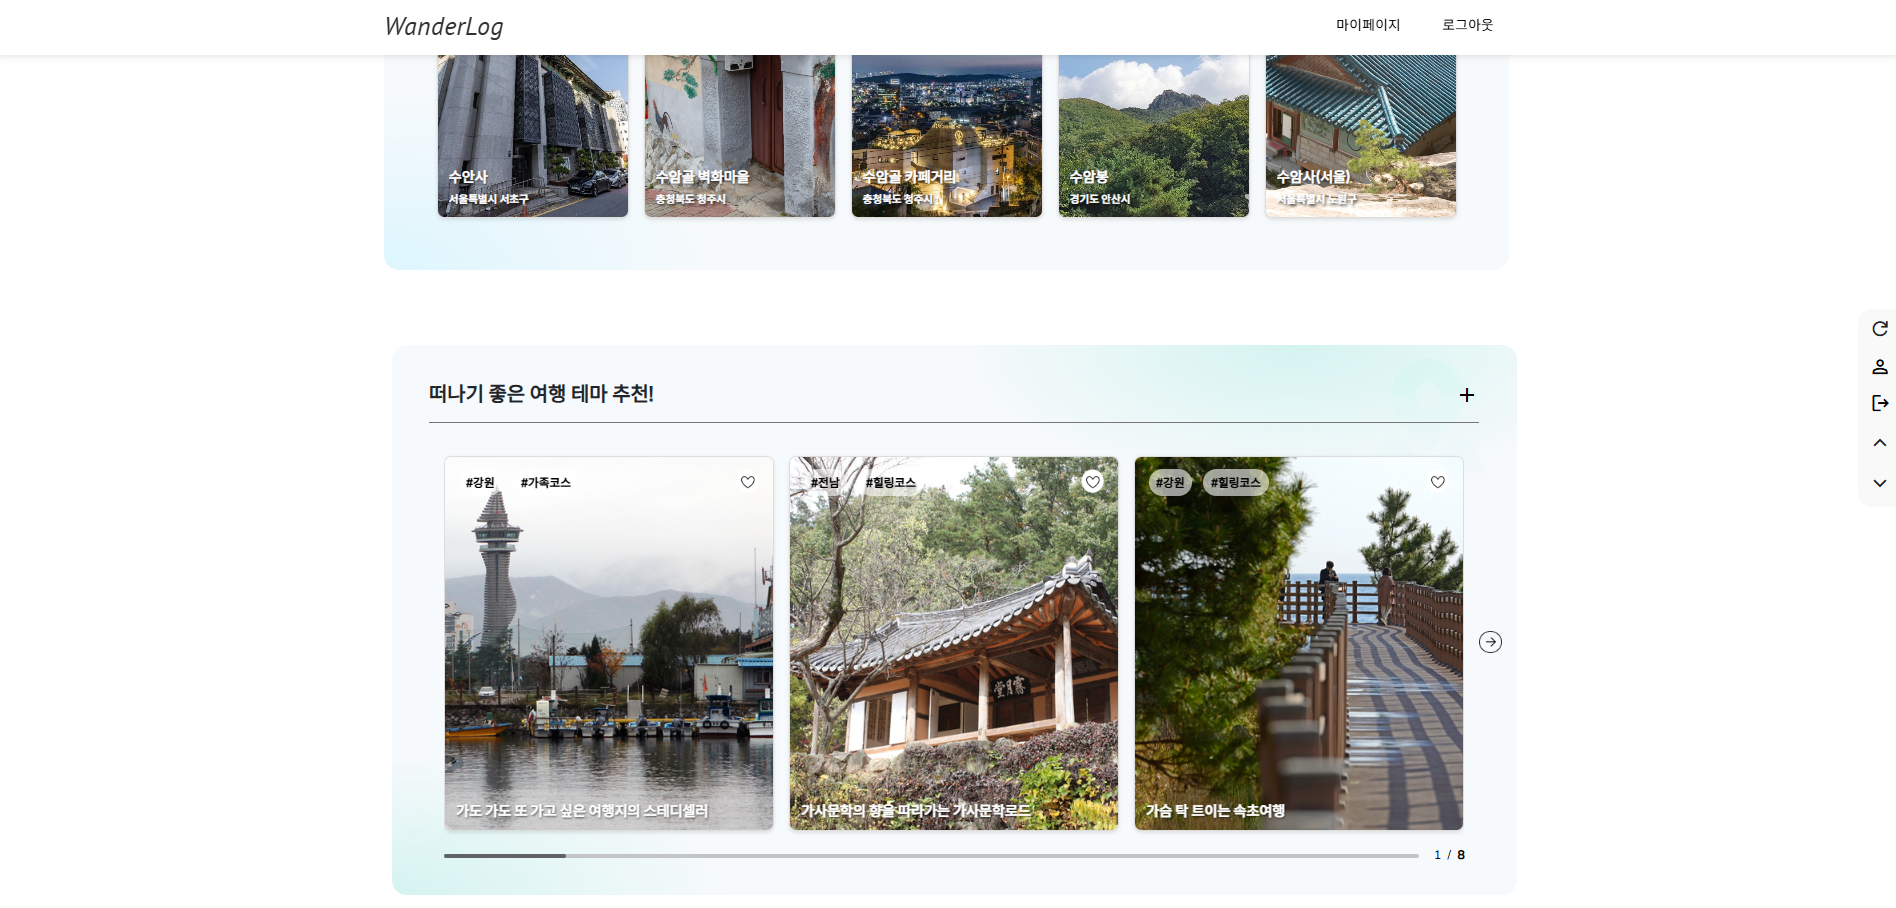 WanderLog
마이페이지
로그아웃
수안사
서울특별시 서초구
수암골 벽화마을
충청북도 청주시
수암골 카페거리
충청북도 청주시
수암봉
경기도 안산시
수암사(서울)
서울특별시 노원구
떠나기 좋은 여행 테마 추천!
#강원 #가족코스
#전남 #힐링코스
#강원 #힐링코스
霽月堂
가도 가도 또 가고 싶은 여행지의 스테디셀러
가사문학의 향을 따라가는 가사문학로드
가슴 탁 트이는 속초여행
1 / 8